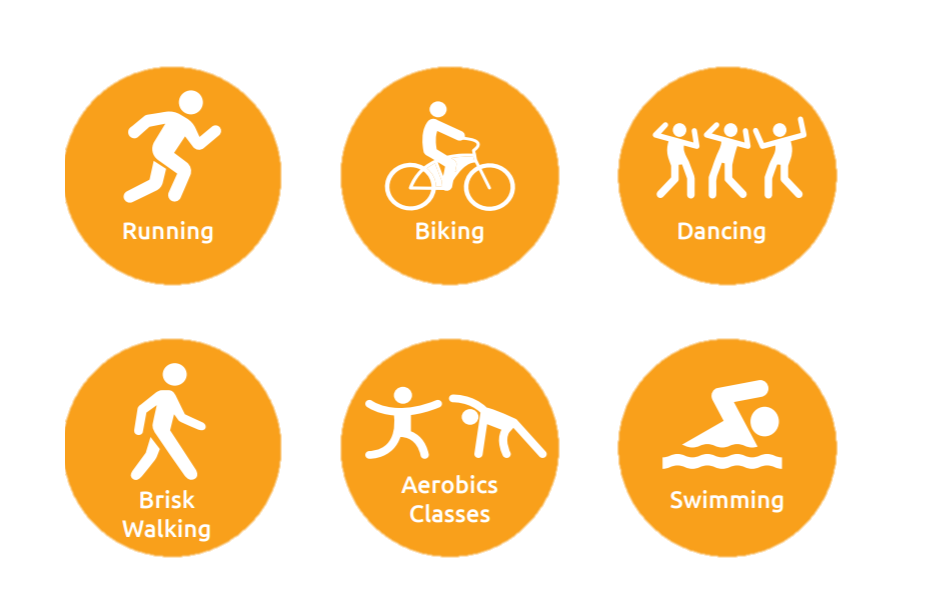 Running
Biking
Dancing
Brisk
Walking
Aerobics
Classes
Swimming